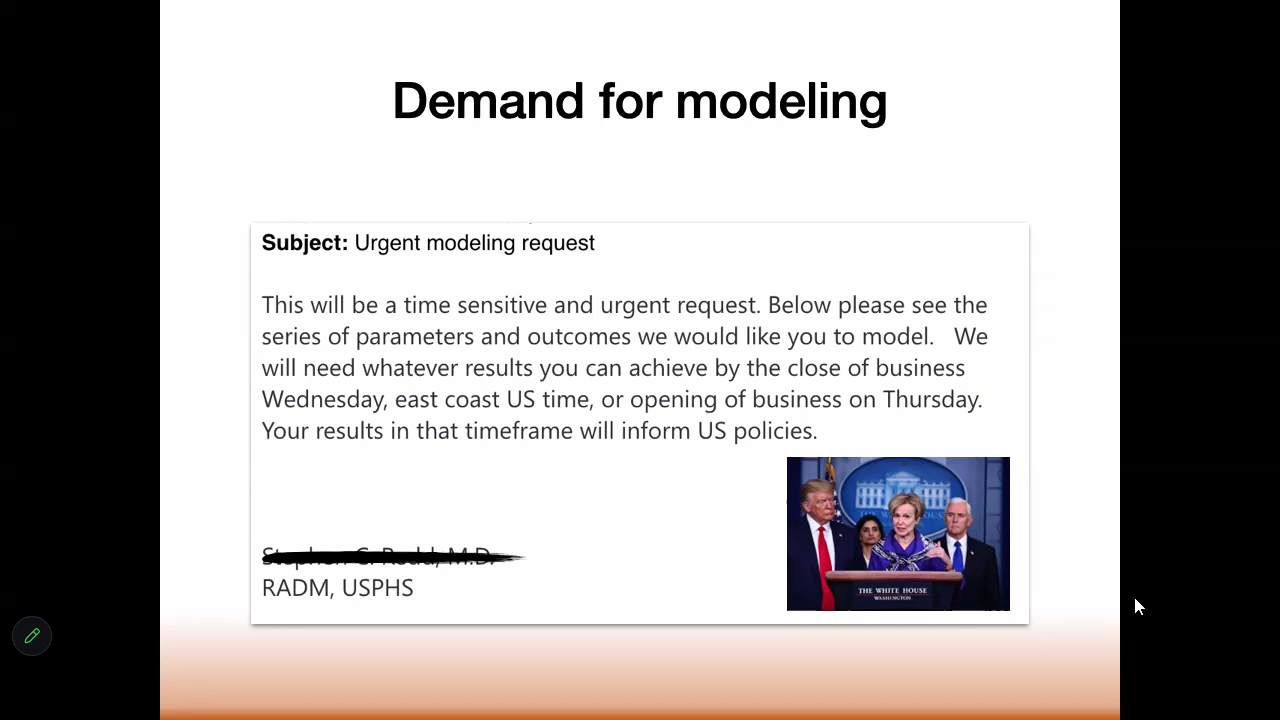 Demand for modeling
Subject: Urgent modeling request
This will be a time sensitive and urgent request. Below please see the
series of parameters and outcomes we would like you to model. We
will need whatever results you can achieve by the close of business
Wednesday, east coast US time, or opening of business on Thursday.
Your results in that timeframe will inform US policies.
RADM, USPHS
THE WHITE HOUSE
WASHINGTON